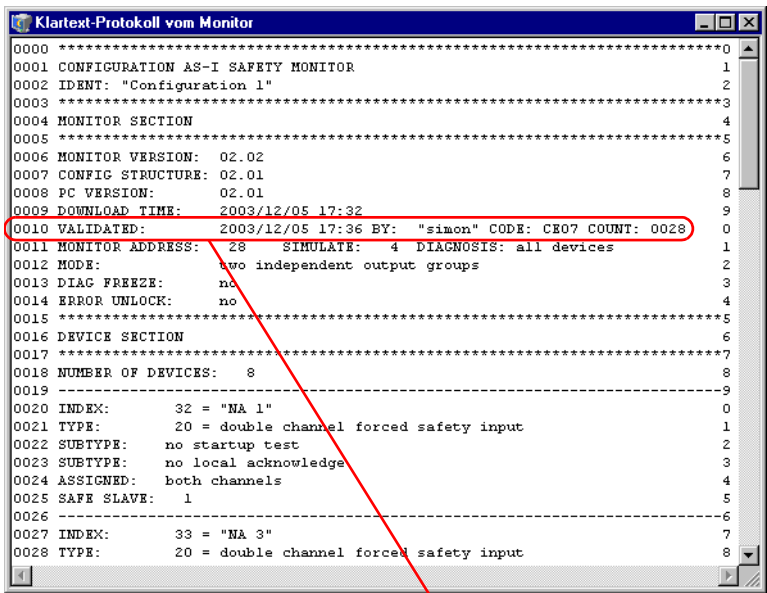 Klartext-Protokoll vom Monitor
0000 ********************************************************************0
0001 CONFIGURATION AS-I SAFETY MONITOR 1
0002 IDENT: "Configuration 1" 2
0003 ********************************************************************3
0004 MONITOR SECTION 4
0005 ********************************************************************5
0006 MONITOR VERSION: 02.02 6
0007 CONFIG STRUCTURE: 02.01 7
0008 PC VERSION: 02.01 8
0009 DOWNLOAD TIME: 2003/12/05 17:32 9
0010 VALIDATED: 2003/12/05 17:36 BY: "simon" CODE: CE07 COUNT: 0028 0
0011 MONITOR ADDRESS: 28 SIMULATE: 4 DIAGNOSIS: all devices 1
0012 MODE: two independent output groups 2
0013 DIAG FREEZE: no 3
0014 ERROR UNLOCK: no 4
0015 ********************************************************************5
0016 DEVICE SECTION 6
0017 ********************************************************************7
0018 NUMBER OF DEVICES: 8 8
0019 --------------------------------------------------------------------9
0020 INDEX: 32 = "NA 1" 0
0021 TYPE: 20 = double channel forced safety input 1
0022 SUBTYPE: no startup test 2
0023 SUBTYPE: no local acknowledge 3
0024 ASSIGNED: both channels 4
0025 SAFE SLAVE: 1 5
0026 --------------------------------------------------------------------6
0027 INDEX: 33 = "NA 3" 7
0028 TYPE: 20 = double channel forced safety input 8